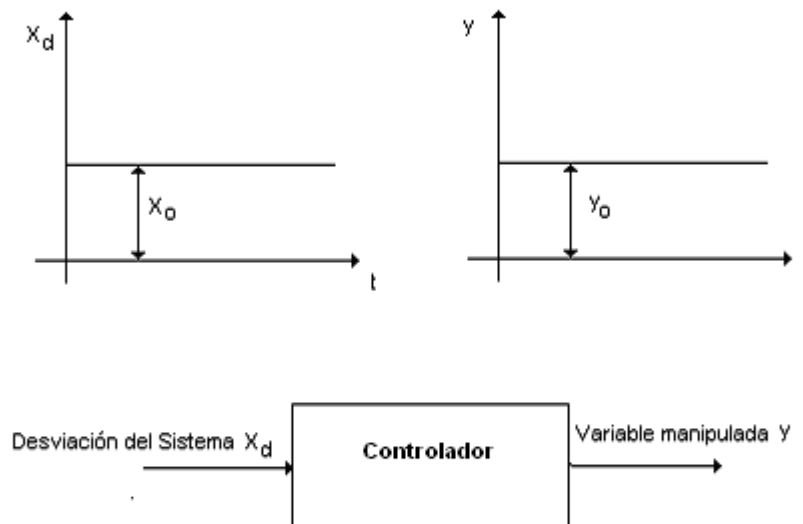 Xd
y
Xo
yo
t
Desviación del Sistema Xd
Controlador
Variable manipulada y